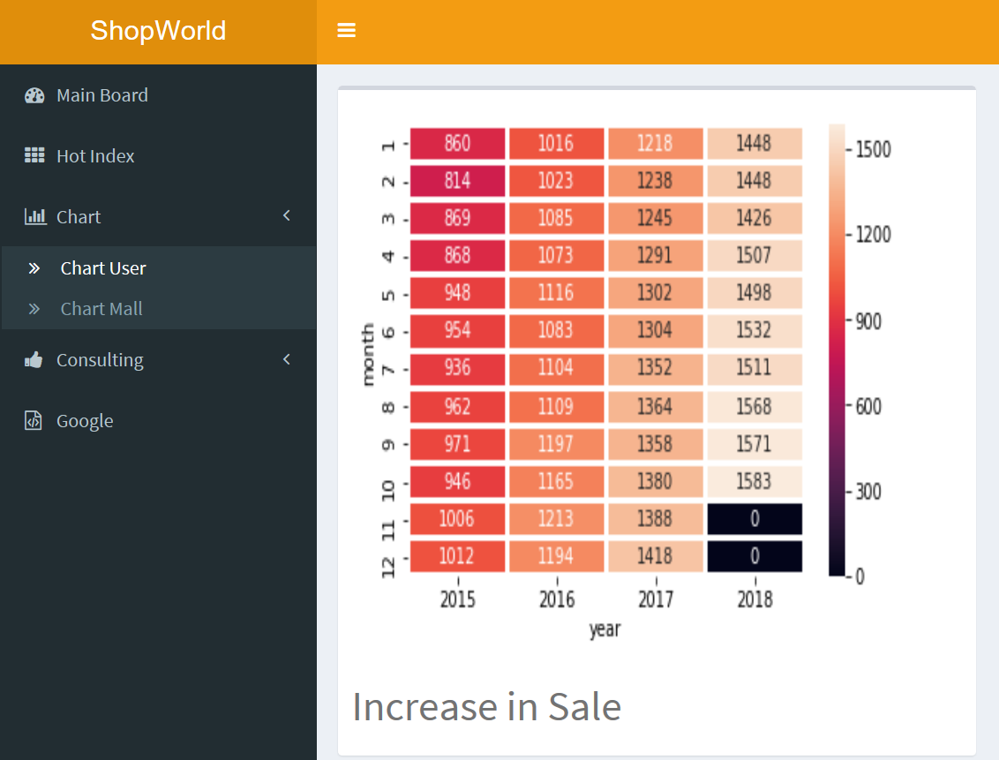 ShopWorld
Main Board
Hot Index
Chart
Chart User
Chart Mall
Consulting
Google
month
1 860 1016 1218 1448
2 814 1023 1238 1448
3 869 1085 1245 1426
4 868 1073 1291 1507
5 948 1116 1302 1498
6 954 1083 1304 1532
7 936 1104 1352 1511
8 962 1109 1364 1568
9 971 1197 1358 1571
10 946 1165 1380 1583
11 1006 1213 1388 0
12 1012 1194 1418 0
2015 2016 2017 2018
year
1500
1200
900
600
300
0
Increase in Sale